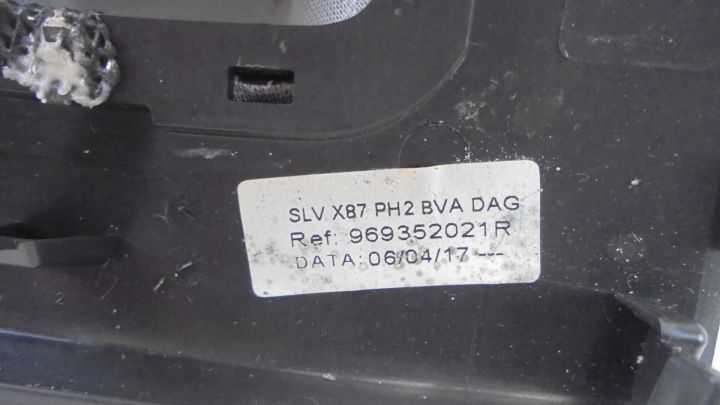 SLV X87 PH2 BVA DAG
Ref: 969352021R
DATA: 06/04/17 ---